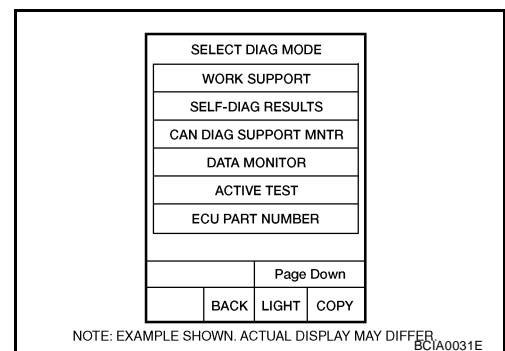 SELECT DIAG MODE
WORK SUPPORT
SELF-DIAG RESULTS
CAN DIAG SUPPORT MNTR
DATA MONITOR
ACTIVE TEST
ECU PART NUMBER
Page Down
BACK LIGHT COPY
NOTE: EXAMPLE SHOWN. ACTUAL DISPLAY MAY DIFFER.
BCIA0031E